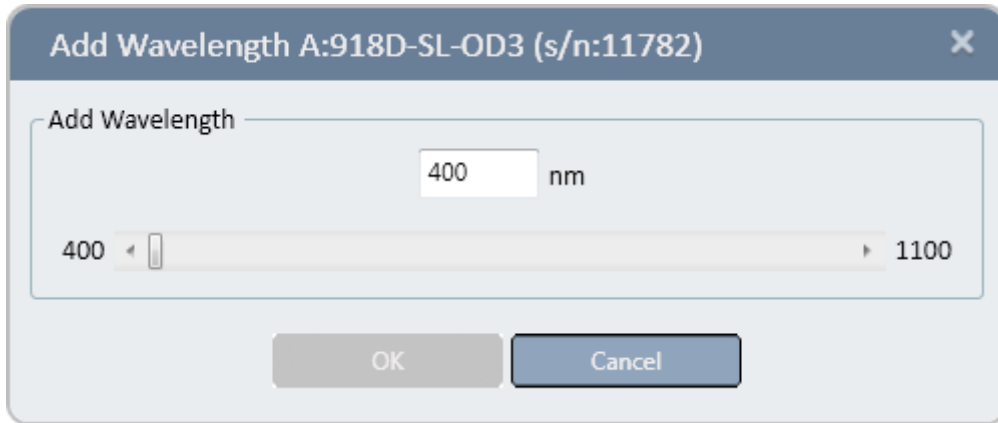 Add Wavelength A:918D-SL-OD3 (s/n:11782)
Add Wavelength
400 nm
400 1100
OK Cancel